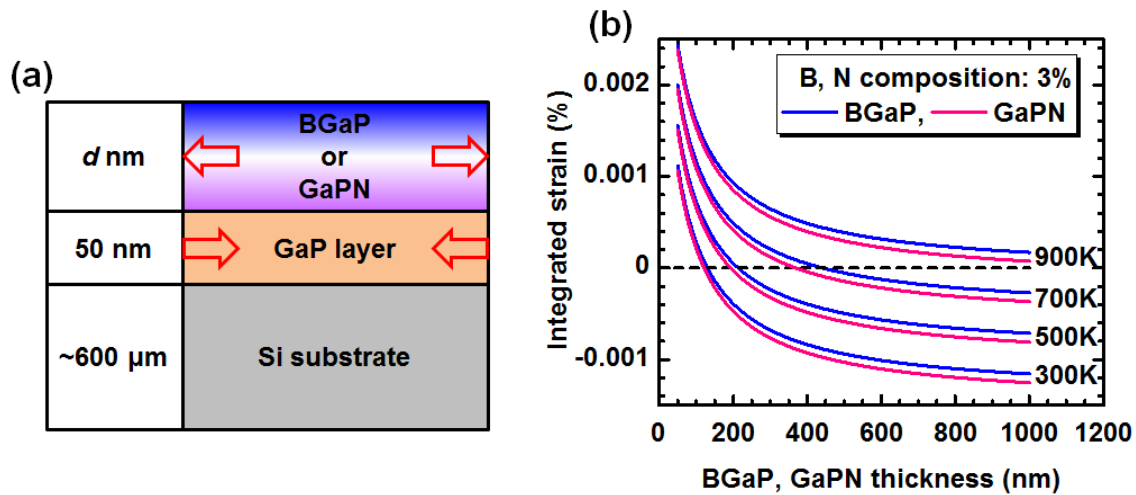 (a)
d nm
BGaP
or
GaPN
50 nm
GaP layer
~600 µm
Si substrate
(b)
Integrated strain (%)
0.002
0.001
0
-0.001
B, N composition: 3%
BGaP, GaPN
900K
700K
500K
300K
0 200 400 600 800 1000 1200
BGaP, GaPN thickness (nm)